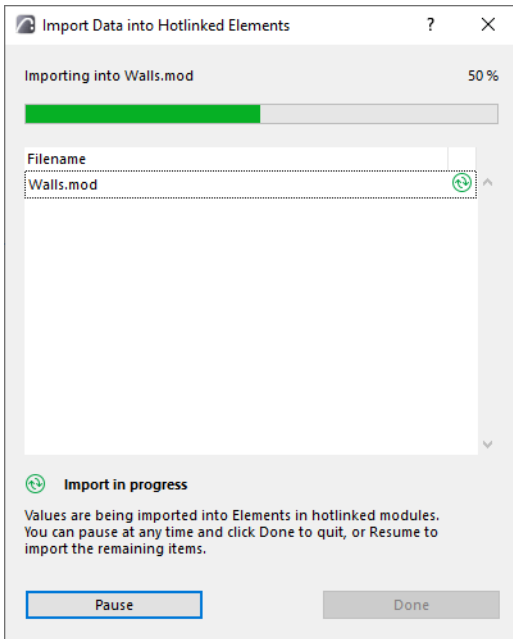 Import Data into Hotlinked Elements
Importing into Walls.mod 50 %
Filename
Walls.mod
Import in progress
Values are being imported into Elements in hotlinked modules.
You can pause at any time and click Done to quit, or Resume to
import the remaining items.
Pause Done